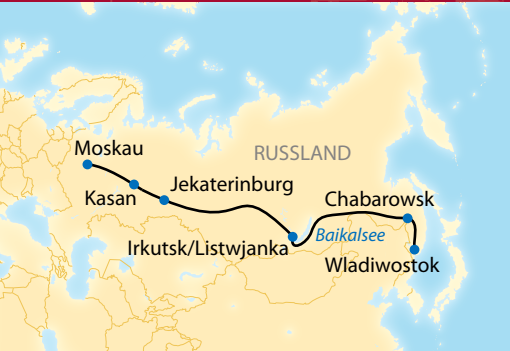 Moskau
RUSSLAND
Kasan
Jekaterinburg
Chabarowsk
Irkutsk/Listwjanka
Baikalsee
Wladiwostok